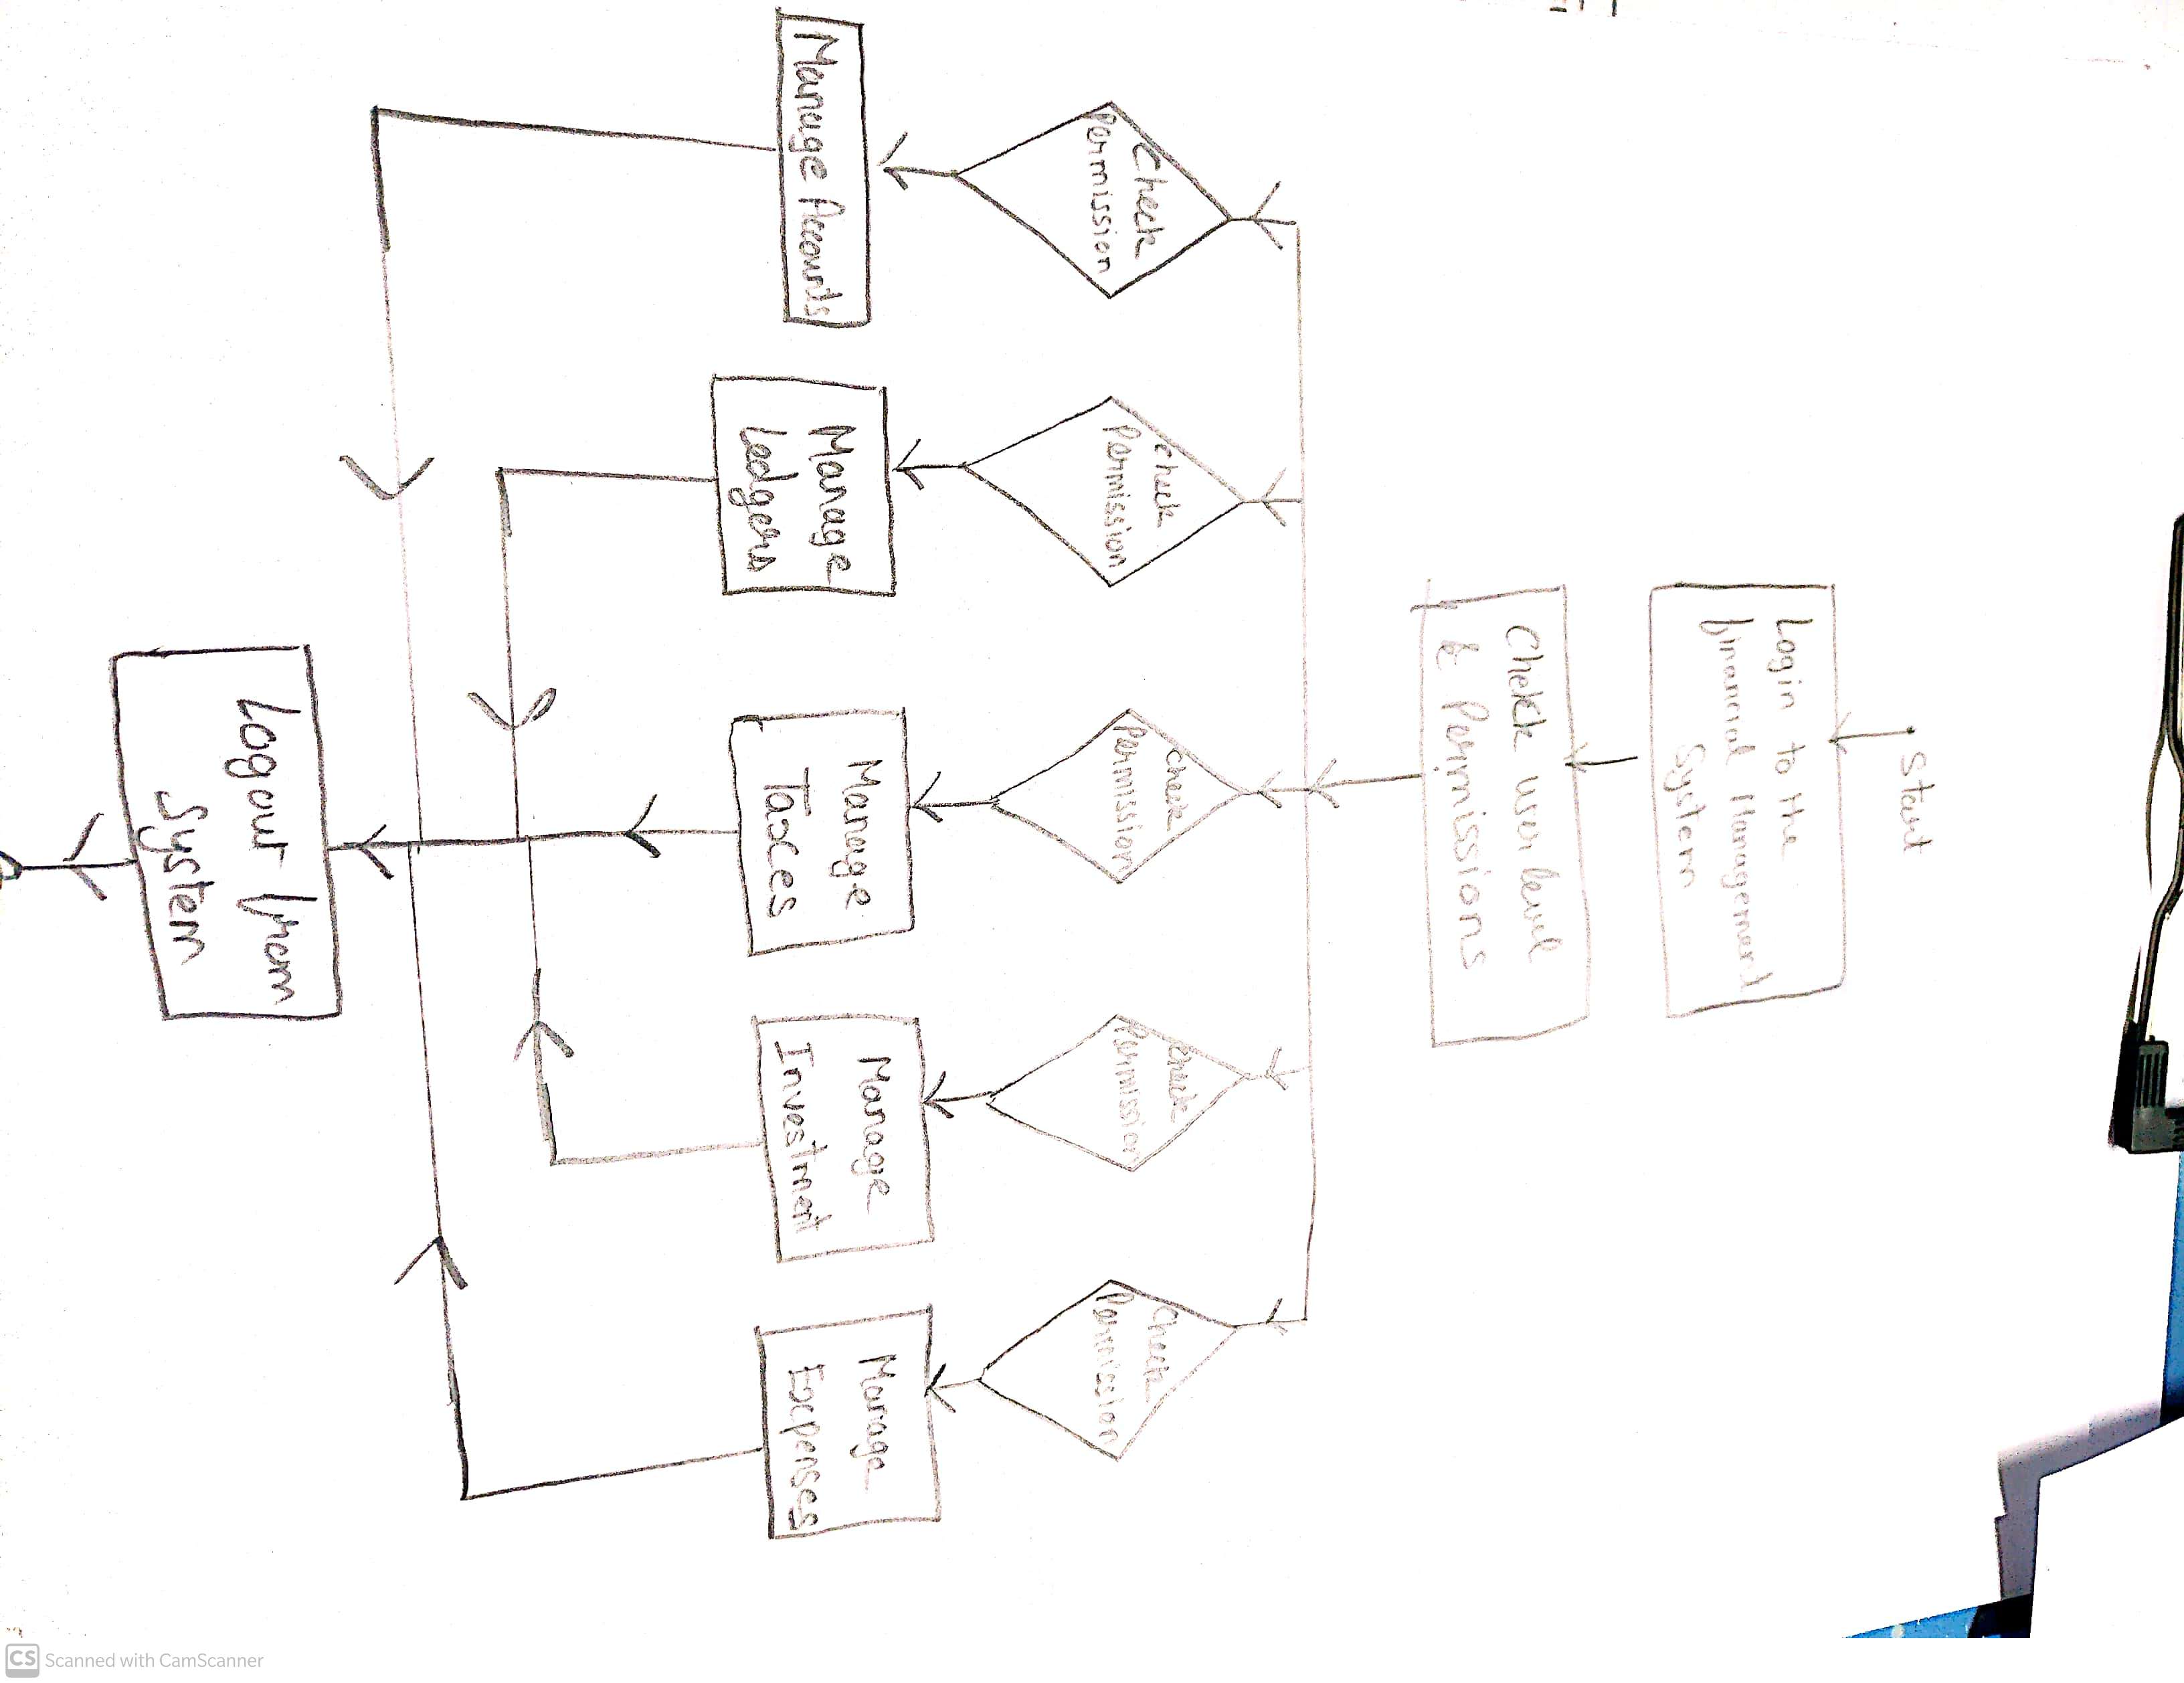 Start
Login to the
financial Management
System
Check user level
& Permissions
Check
Permission
Check
Permission
Check
Permission
Check
Permission
Check
Permission
Manage Accounts
Manage
Ledgers
Manage
Taxes
Manage
Investment
Manage
Expenses
Logout from
System
CS Scanned with CamScanner